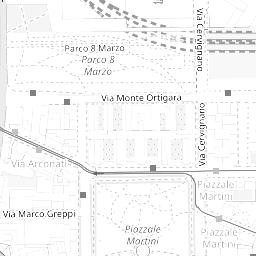 Via Cervignano
Parco 8 Marzo
Parco 8
Marzo
Via Monte Ortigara
Via Cervignano
Via Arconati
Piazzale
Martini
Via Marco Greppi
Piazzale
Martini
Piazzale
Martini